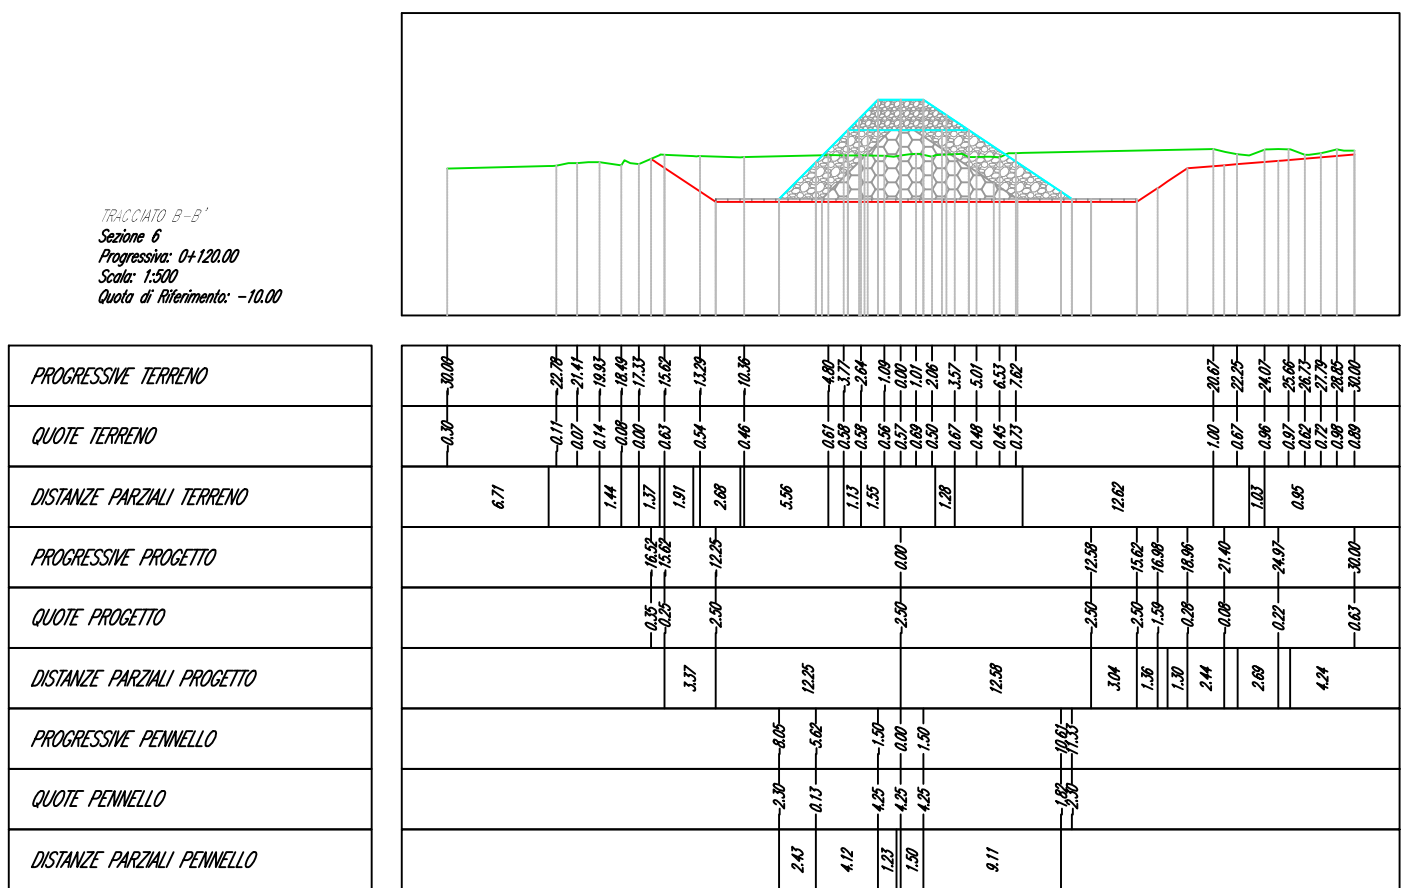 TRACCIATO B-B'
Sezione 6
Progressiva: 0+120.00
Scala: 1:500
Quota di Riferimento: -10.00
PROGRESSIVE TERRENO
-30.00 -22.78 -21.41 -19.93 -18.49 -17.33 -15.62 -13.29 -10.36 -4.80 -3.77 -2.64 -1.09 0.00 1.01 2.06 3.57 5.01 6.53 7.62 20.67 22.25 24.07 25.66 26.73 27.79 28.85 30.00
QUOTE TERRENO
-0.30 -0.11 0.07 0.14 -0.08 0.00 0.63 0.54 0.46 0.61 0.58 0.58 0.56 0.57 0.69 0.50 0.67 0.48 0.45 0.73 1.00 0.67 0.96 0.97 0.62 0.72 0.98 0.89
DISTANZE PARZIALI TERRENO
6.71 1.44 1.37 1.91 2.68 5.56 1.13 1.55 1.28 12.62 1.03 0.95
PROGRESSIVE PROGETTO
-16.52 -15.62 -12.25 0.00 12.58 15.62 16.98 18.96 21.40 24.97 30.00
QUOTE PROGETTO
0.35 -0.25 -2.50 -2.50 -2.50 -2.50 -1.59 -0.28 -0.08 0.22 0.63
DISTANZE PARZIALI PROGETTO
3.37 12.25 12.58 3.04 1.36 1.30 2.44 2.69 4.24
PROGRESSIVE PENNELLO
-8.05 -5.62 -1.50 0.00 1.50 10.61 11.33
QUOTE PENNELLO
-2.30 0.13 4.25 4.25 4.25 -1.82 -2.30
DISTANZE PARZIALI PENNELLO
2.43 4.12 1.23 1.50 9.11